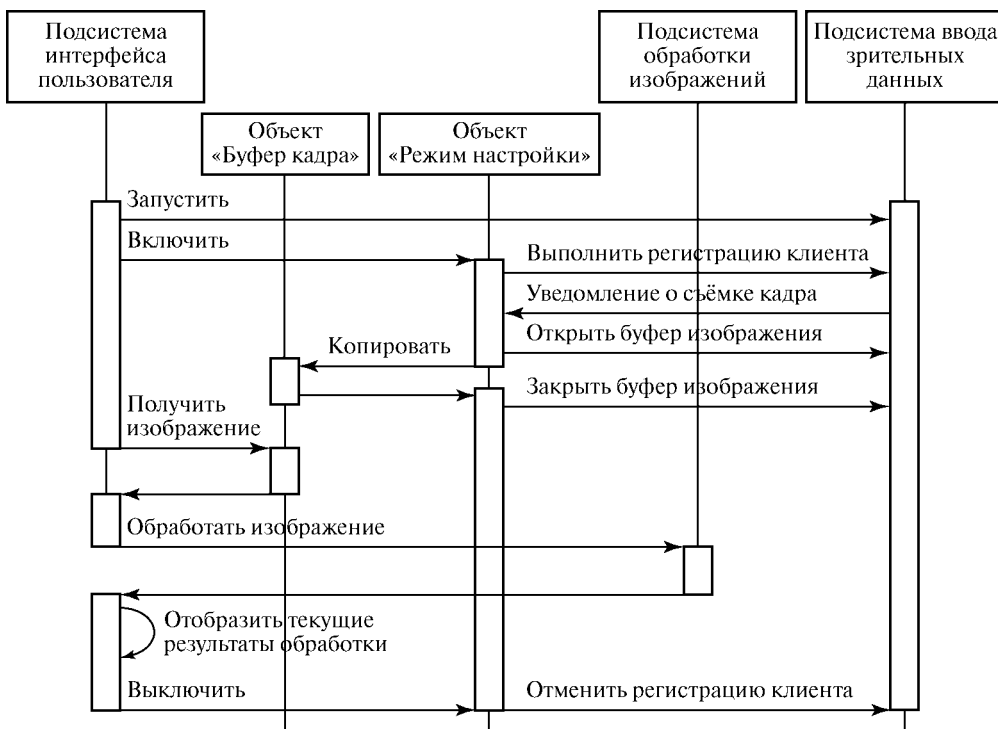 Подсистема
интерфейса
пользователя
Подсистема
обработки
изображений
Подсистема ввода
зрительных
данных
Объект
«Буфер кадра»
Объект
«Режим настройки»
Запустить
Включить
Выполнить регистрацию клиента
Уведомление о съёмке кадра
Открыть буфер изображения
Копировать
Закрыть буфер изображения
Получить
изображение
Обработать изображение
Отобразить текущие
результаты обработки
Выключить
Отменить регистрацию клиента